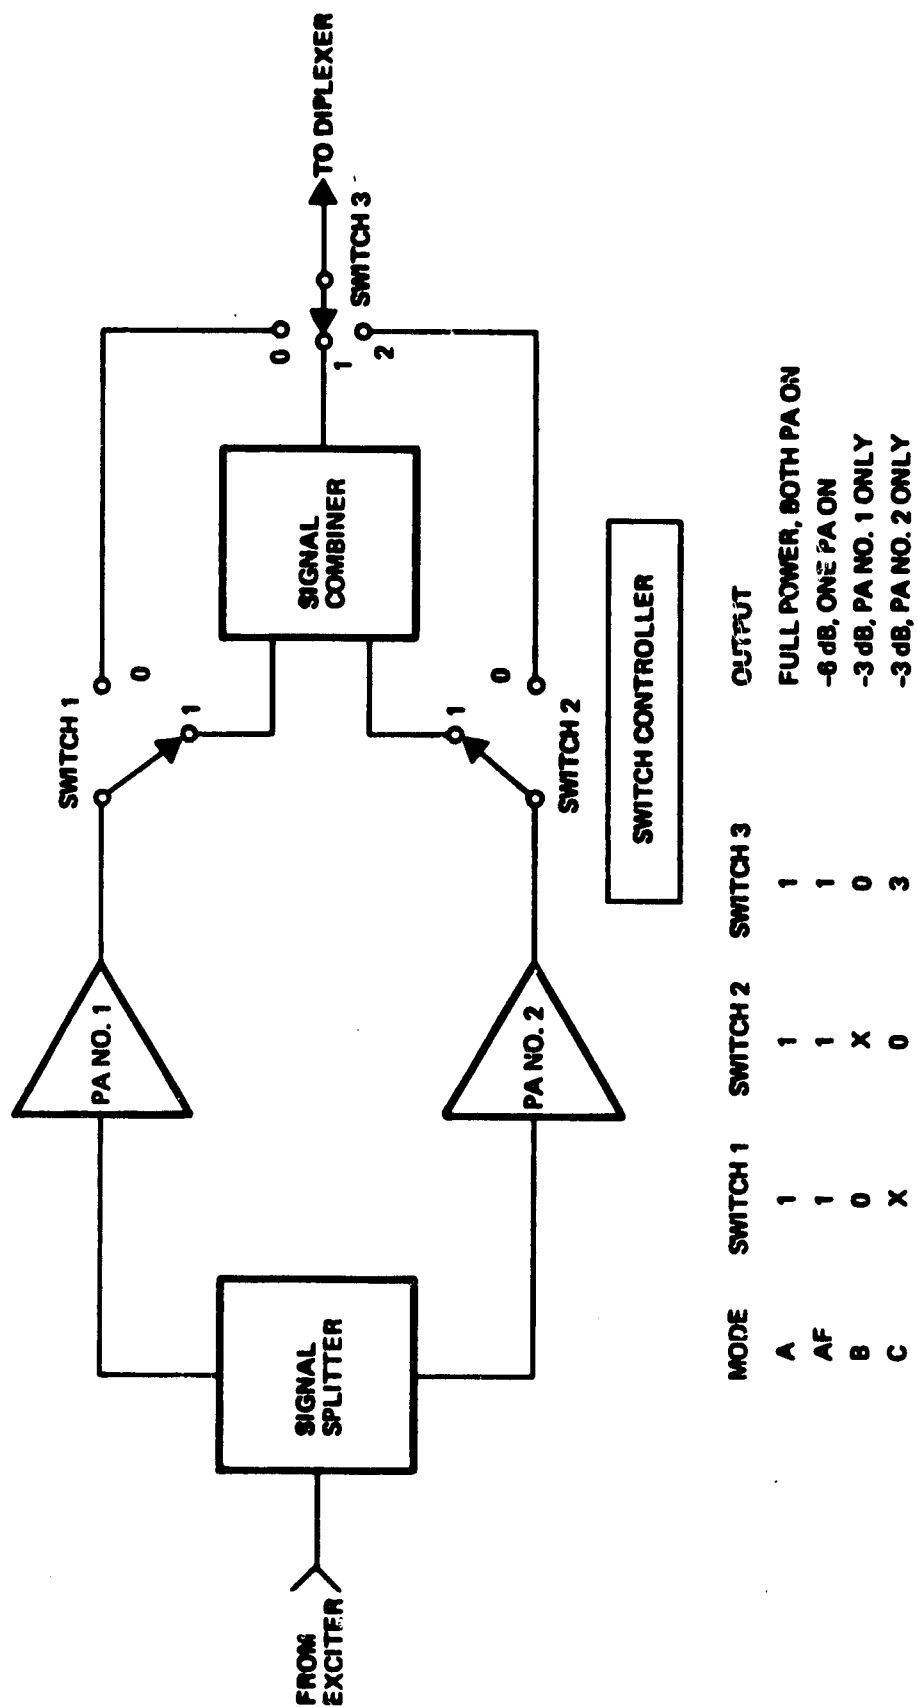 FROM
EXCITER
SIGNAL
SPLITTER
PA NO. 1
PA NO. 2
SWITCH 1
0
1
SWITCH 2
0
1
SIGNAL
COMBINER
0
1
2
SWITCH 3
TO DIPLEXER
SWITCH CONTROLLER
MODE SWITCH 1 SWITCH 2 SWITCH 3 OUTPUT
A 1 1 1 FULL POWER, BOTH PA ON
AF 1 1 1 -6 dB, ONE PA ON
B 0 X 0 -3 dB, PA NO. 1 ONLY
C X 0 3 -3 dB, PA NO. 2 ONLY